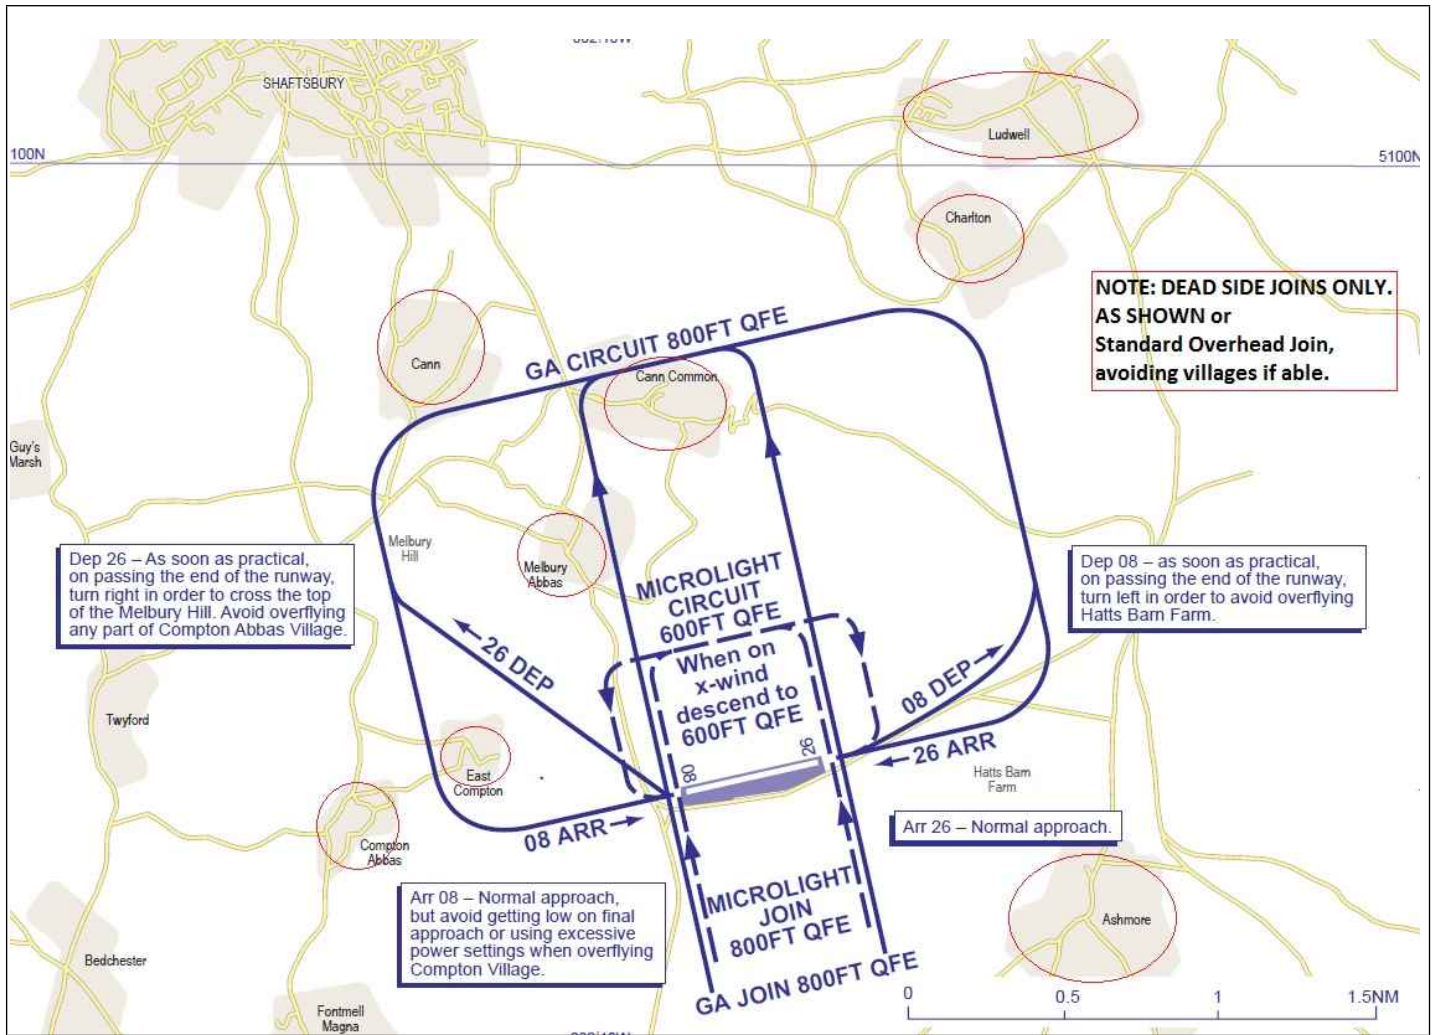 002:10W
SHAFTSBURY
Ludwell
100N
5100N
Charlton
NOTE: DEAD SIDE JOINS ONLY.
AS SHOWN or
Standard Overhead Join,
avoiding villages if able.
GA CIRCUIT 800FT QFE
Cann
Cann Common
Guy's
Marsh
Melbury
Hill
Melbury
Abbas
Dep 26 – As soon as practical,
on passing the end of the runway,
turn right in order to cross the top
of the Melbury Hill. Avoid overflying
any part of Compton Abbas Village.
MICROLIGHT
CIRCUIT
600FT QFE
Dep 08 – as soon as practical,
on passing the end of the runway,
turn left in order to avoid overflying
Hatts Barn Farm.
26 DEP
When on
x-wind
descend to
600FT QFE
08 DEP
Twyford
26
08
26 ARR
East
Compton
Hatts Barn
Farm
08 ARR
Arr 26 – Normal approach.
Compton
Abbas
Arr 08 – Normal approach,
but avoid getting low on final
approach or using excessive
power settings when overflying
Compton Village.
MICROLIGHT
JOIN
800FT QFE
Ashmore
Bedchester
GA JOIN 800FT QFE
0
0.5
1
1.5NM
Fontmell
Magna